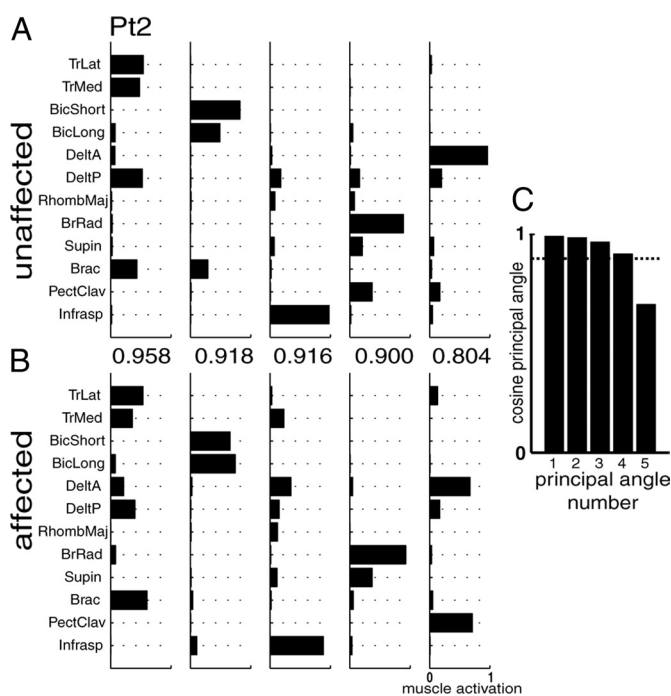 A
Pt2
unaffected
TrLat
TrMed
BicShort
BicLong
DeltA
DeltP
RhombMaj
BrRad
Supin
Brac
PectClav
Infrasp
0.958 0.918 0.916 0.900 0.804
B
affected
TrLat
TrMed
BicShort
BicLong
DeltA
DeltP
RhombMaj
BrRad
Supin
Brac
PectClav
Infrasp
0 1
muscle activation
C
cosine principal angle
1
0
1 2 3 4 5
principal angle
number